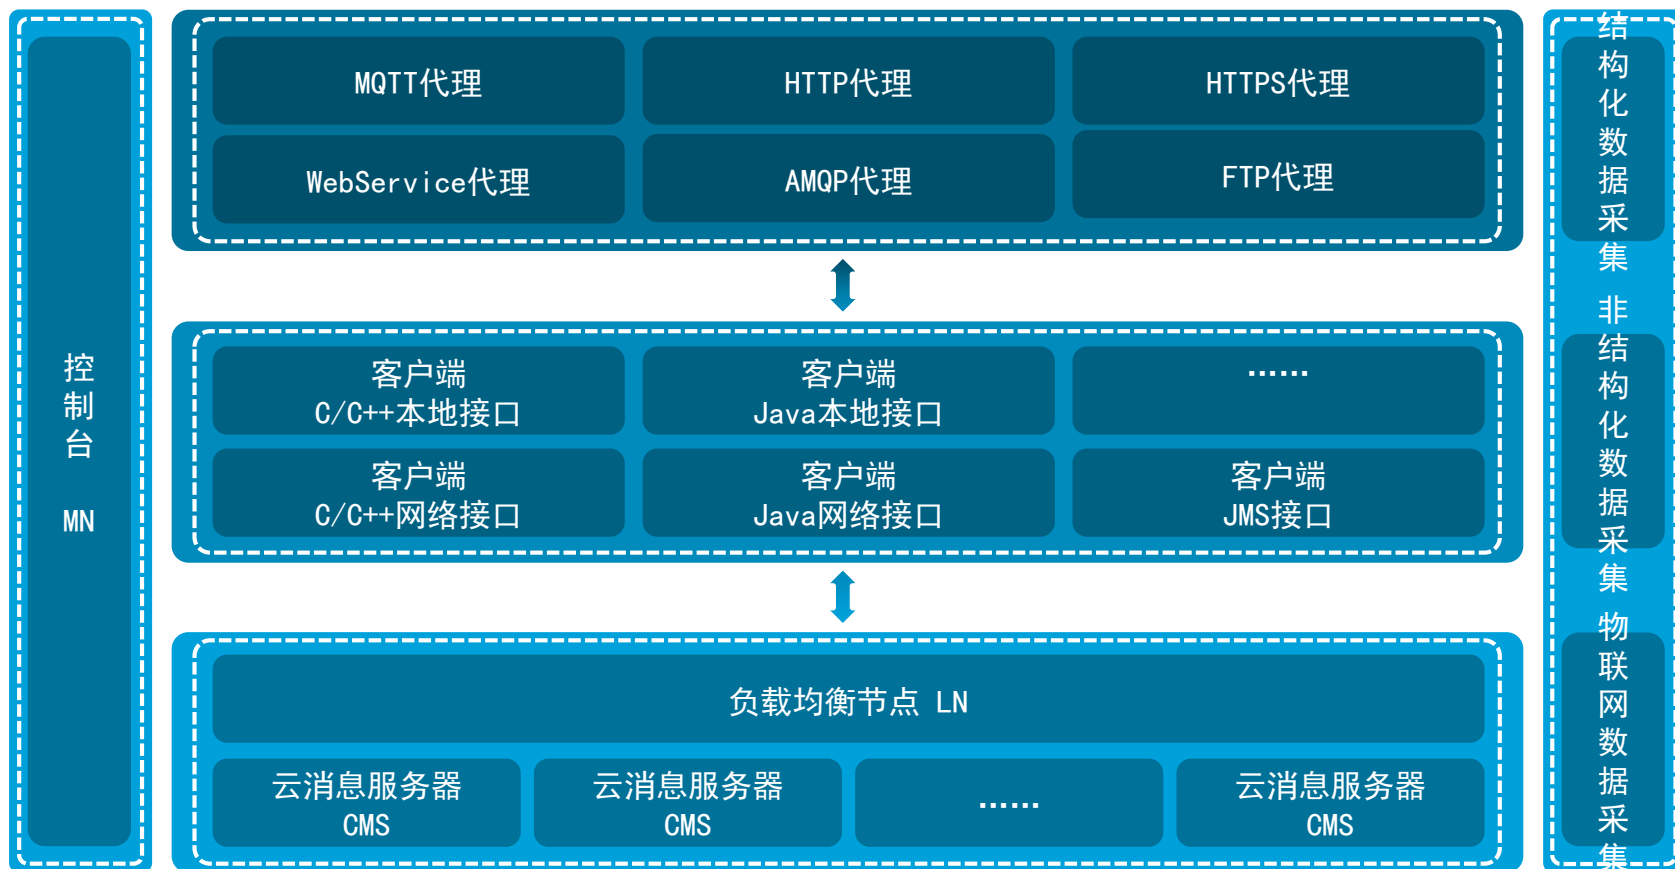 控
制
台
MN
MQTT代理
HTTP代理
HTTPS代理
WebService代理
AMQP代理
FTP代理
客户端
C/C++本地接口
客户端
Java本地接口
......
客户端
C/C++网络接口
客户端
Java网络接口
客户端
JMS接口
负载均衡节点 LN
云消息服务器
CMS
云消息服务器
CMS
......
云消息服务器
CMS
结
构
化
数
据
采
集
非
结
构
化
数
据
采
集
物
联
网
数
据
采
集